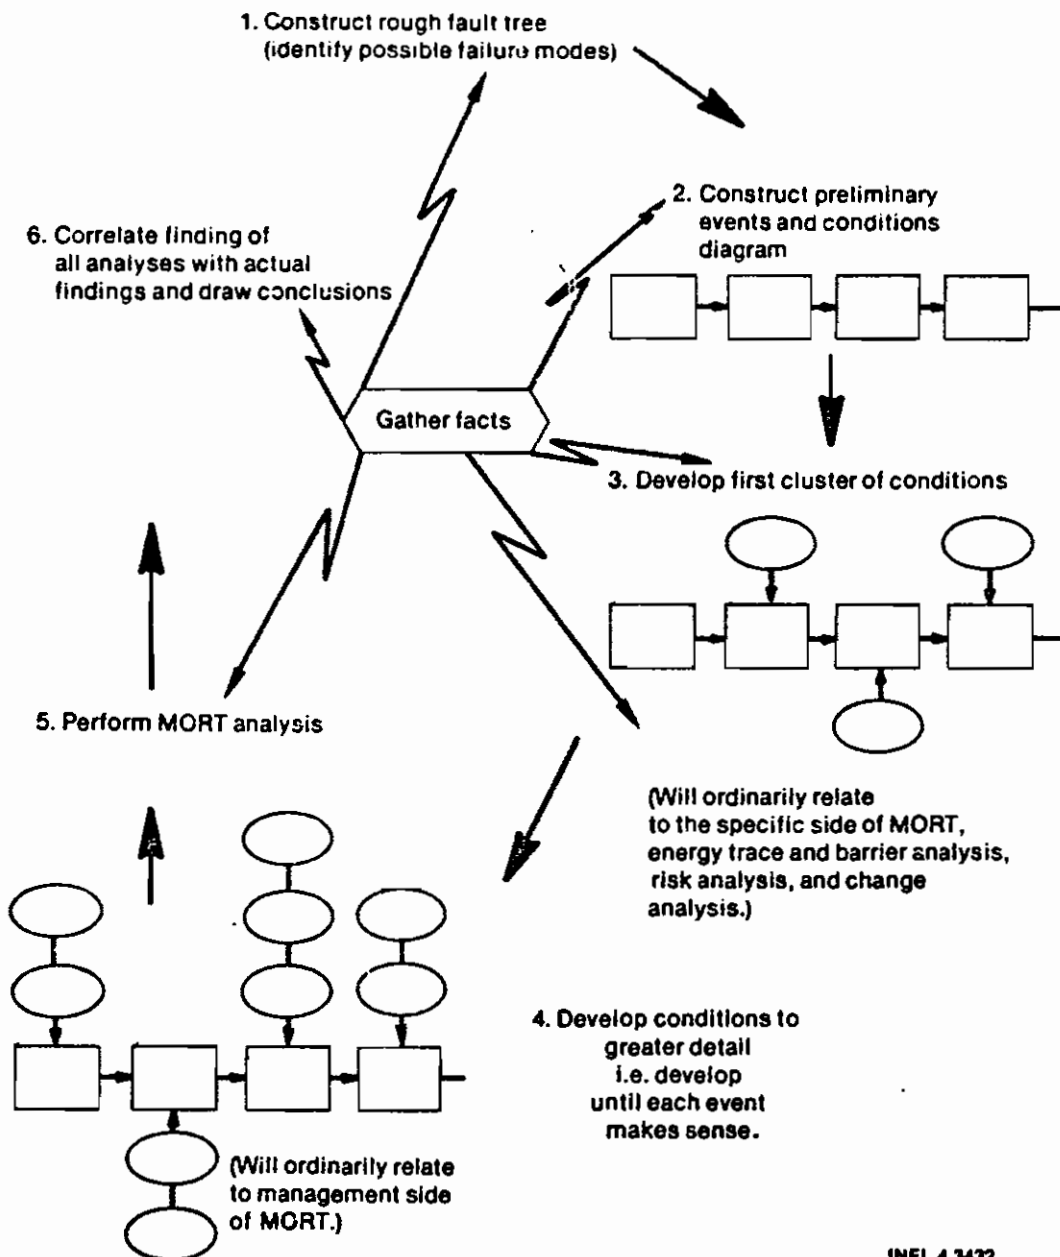 1. Construct rough fault tree
(identify possible failure modes)
2. Construct preliminary
events and conditions
diagram
6. Correlate finding of
all analyses with actual
findings and draw conclusions
Gather facts
3. Develop first cluster of conditions
5. Perform MORT analysis
(Will ordinarily relate
to the specific side of MORT,
energy trace and barrier analysis,
risk analysis, and change
analysis.)
4. Develop conditions to
greater detail
i.e. develop
until each event
makes sense.
(Will ordinarily relate
to management side
of MORT.)
INEL 4 3432